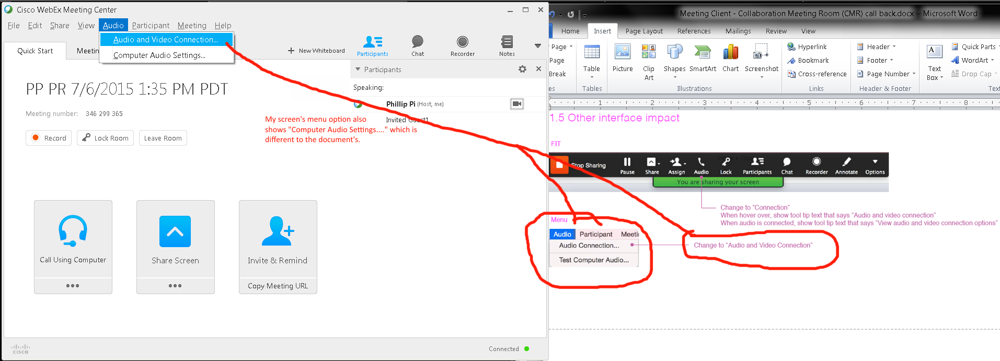 Cisco WebEx Meeting Center
File Edit Share View Audio Participant Meeting Help
Audio and Video Connection...
Computer Audio Settings...
Quick Start
Meetin
New Whiteboard
Participants
Chat
Recorder
Notes
Participants
Speaking:
Phillip Pi (Host, me)
Invited Guest1
PP PR 7/6/2015 1:35 PM PDT
Meeting number: 346 299 365
Record
Lock Room
Leave Room
My screen's menu option also
shows "Computer Audio Settings...." which is
different to the document's.
Call Using Computer
Share Screen
Invite & Remind
Copy Meeting URL
CISCO
Connected
Meeting Client - Collaboration Meeting Room (CMR) call back.docx - Microsoft Word
Home Insert Page Layout References Mailings Review View
Page
Page
Break
es
Table
Tables
Picture
Clip
Art
Shapes
SmartArt
Chart
Screenshot
Illustrations
Hyperlink
Bookmark
Cross-reference
Links
Header
Footer
Page Number
Header & Footer
Text
Box
Quick Parts
WordArt
Drop Cap
Text
1 2 3 4 5 6 7 8
1.5 Other interface impact
FIT
Stop Sharing
Pause Share Assign Audio Lock Participants Chat Recorder Annotate Options
You are sharing your screen
Change to “Connection”
When hover over, show tool tip text that says “Audio and video connection”
When audio is connected, show tool tip text that says “View audio and video connection options”
Menu
Audio Participant Meeti
Audio Connection...
Test Computer Audio...
Change to “Audio and Video Connection”